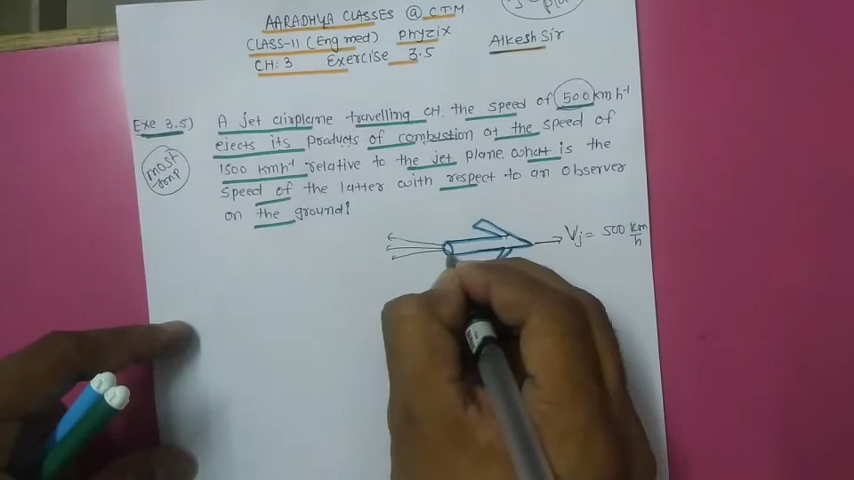 AARADHYA CLASSES @ CTM
CLASS-11 (Eng med) Phyzix
Alkesh Sir
CH: 3 Exercise 3.5
Exe 3.5)
most
Imp
A jet airplane travelling at the speed of 500 km h⁻¹
ejects its products of combustion at the speed of
1500 kmh⁻¹ relative to the jet plane. what is the
speed of the latter with respect to an observer
on the ground?
Vj = 500 km/h